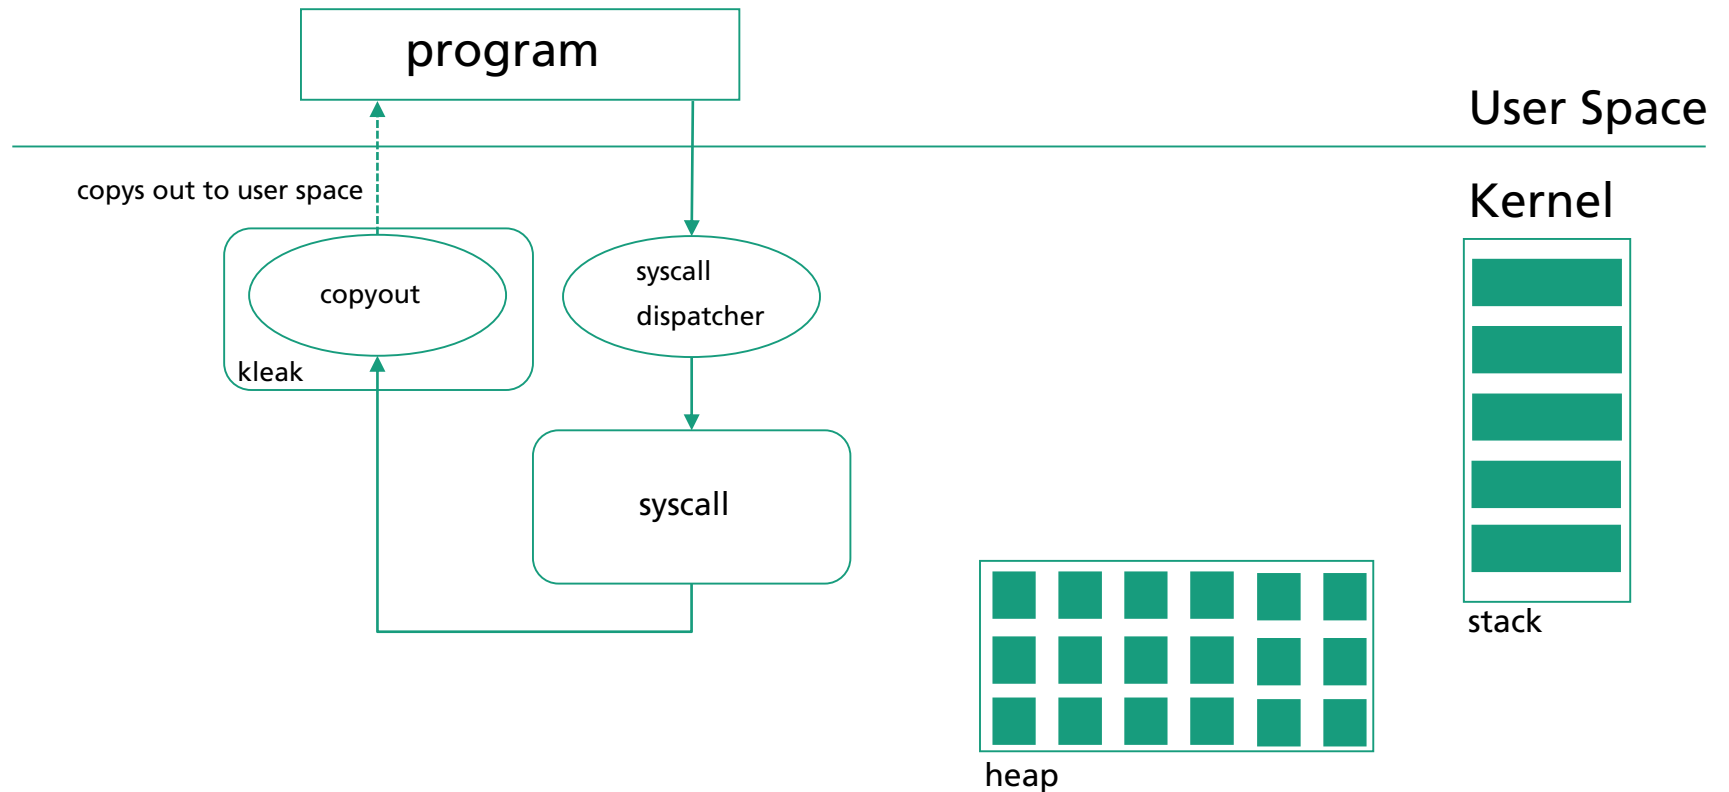 program
User Space
copys out to user space
Kernel
syscall
dispatcher
copyout
kleak
syscall
stack
heap